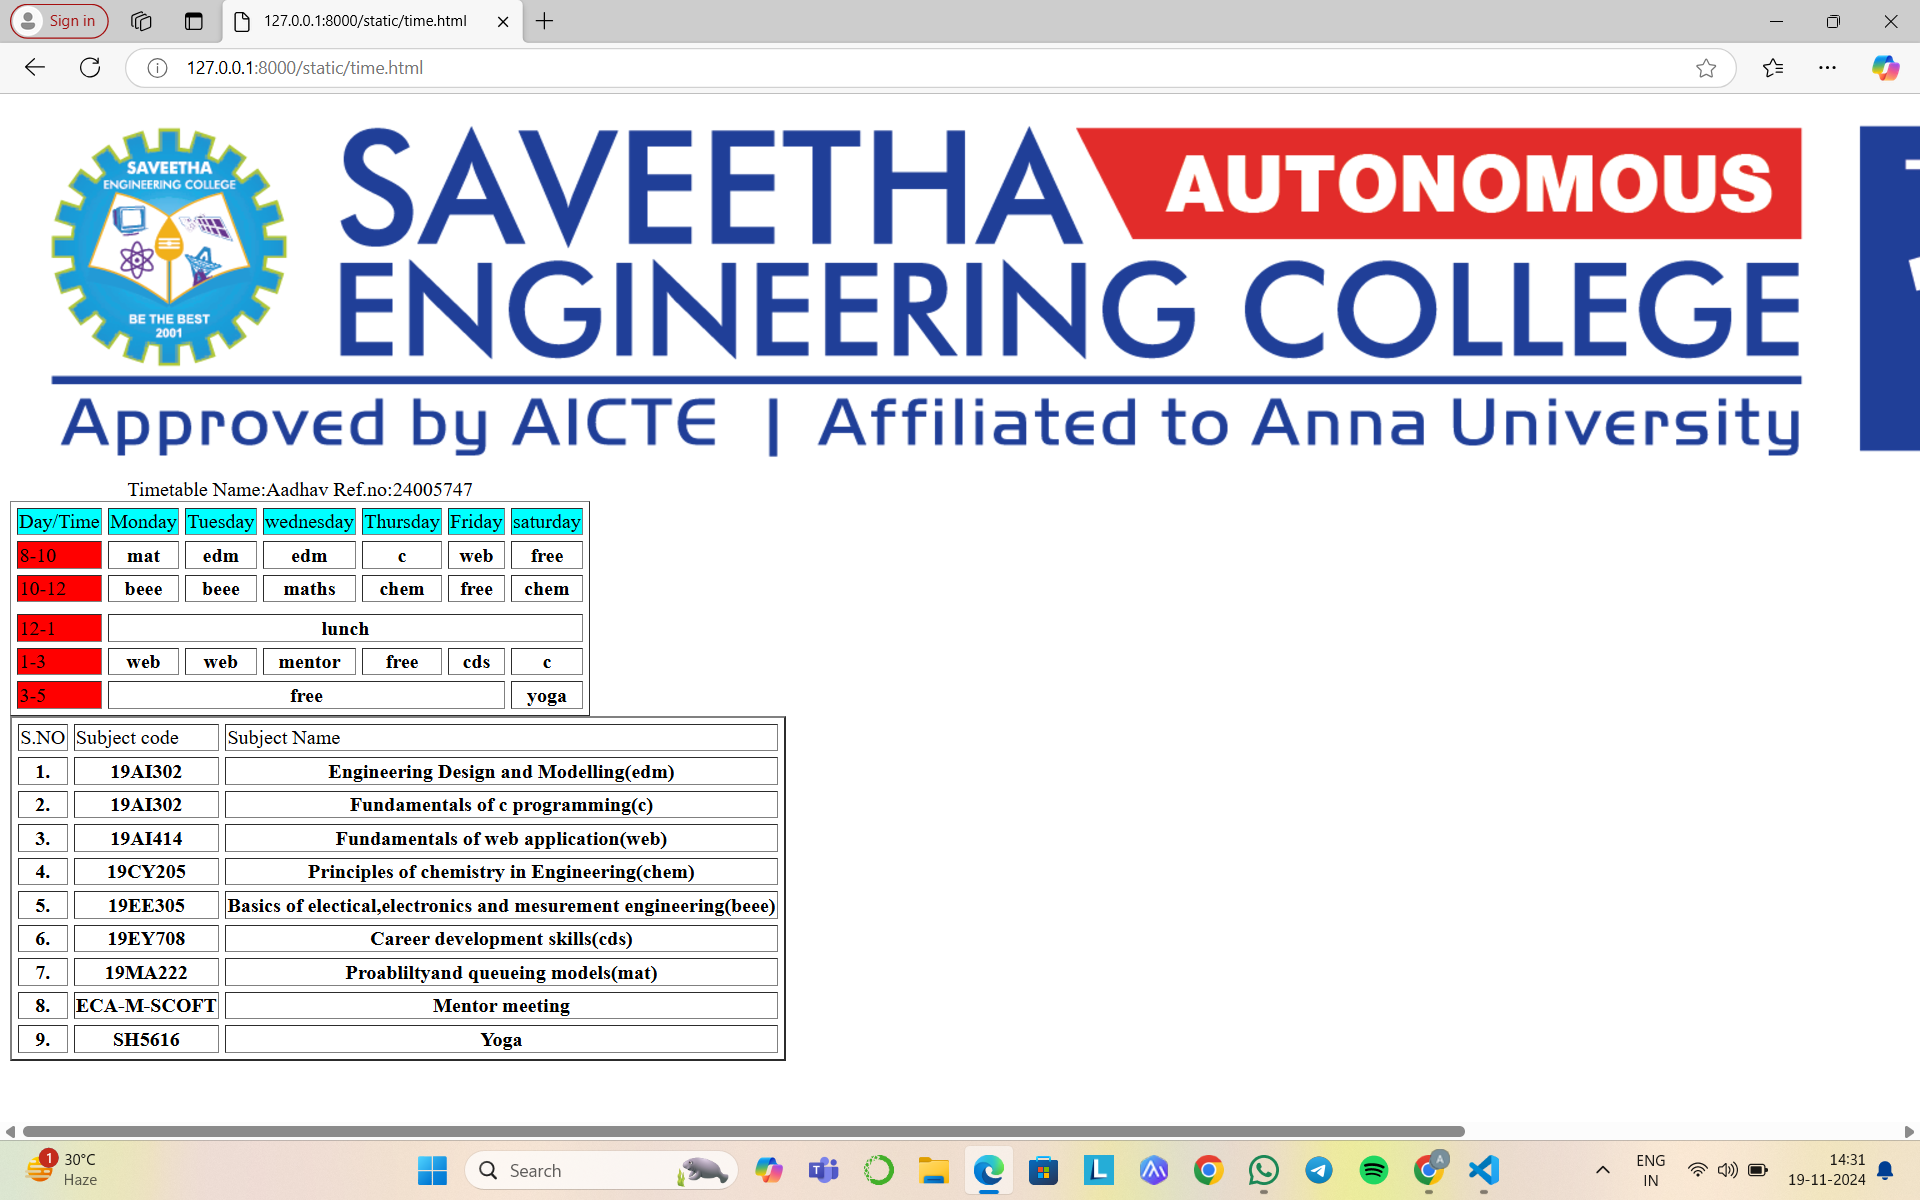 Sign in
127.0.0.1:8000/static/time.html
127.0.0.1:8000/static/time.html
SAVEETHA
ENGINEERING COLLEGE
BE THE BEST
2001
SAVEETHA AUTONOMOUS
ENGINEERING COLLEGE
Approved by AICTE | Affiliated to Anna University
Timetable Name:Aadhav Ref.no:24005747
Day/Time Monday Tuesday wednesday Thursday Friday saturday
8-10 mat edm edm c web free
10-12 beee beee maths chem free chem
12-1 lunch
1-3 web web mentor free cds c
3-5 free yoga
S.NO Subject code Subject Name
1. 19AI302 Engineering Design and Modelling(edm)
2. 19AI302 Fundamentals of c programming(c)
3. 19AI414 Fundamentals of web application(web)
4. 19CY205 Principles of chemistry in Engineering(chem)
5. 19EE305 Basics of electical,electronics and mesurement engineering(beee)
6. 19EY708 Career development skills(cds)
7. 19MA222 Proabliltyand queueing models(mat)
8. ECA-M-SCOFT Mentor meeting
9. SH5616 Yoga
1
30°C
Haze
Search
L
A
ENG
IN
14:31
19-11-2024